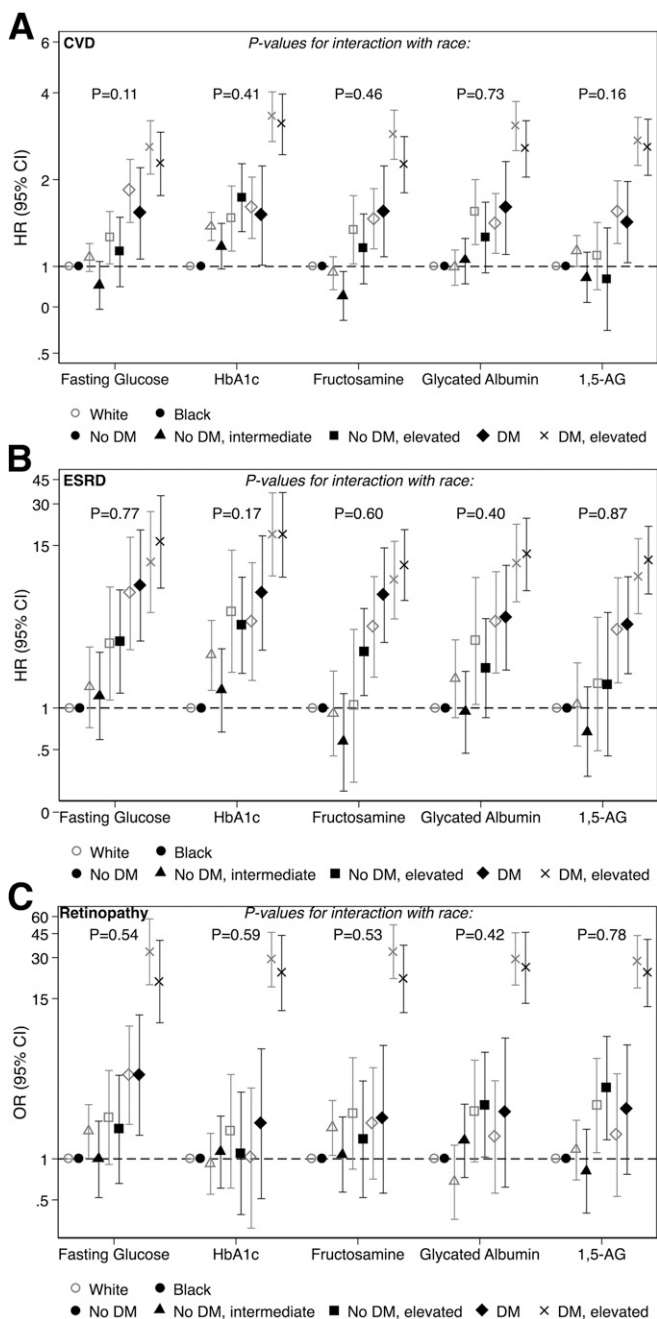 A
CVD
P-values for interaction with race:
6
4
2
1
0
.5
HR (95% CI)
P=0.11 P=0.41 P=0.46 P=0.73 P=0.16
Fasting Glucose HbA1c Fructosamine Glycated Albumin 1,5-AG
White Black
No DM No DM, intermediate No DM, elevated DM DM, elevated
B
ESRD
P-values for interaction with race:
45
30
15
1
.5
0
HR (95% CI)
P=0.77 P=0.17 P=0.60 P=0.40 P=0.87
Fasting Glucose HbA1c Fructosamine Glycated Albumin 1,5-AG
White Black
No DM No DM, intermediate No DM, elevated DM DM, elevated
C
Retinopathy
P-values for interaction with race:
60
45
30
15
1
.5
OR (95% CI)
P=0.54 P=0.59 P=0.53 P=0.42 P=0.78
Fasting Glucose HbA1c Fructosamine Glycated Albumin 1,5-AG
White Black
No DM No DM, intermediate No DM, elevated DM DM, elevated